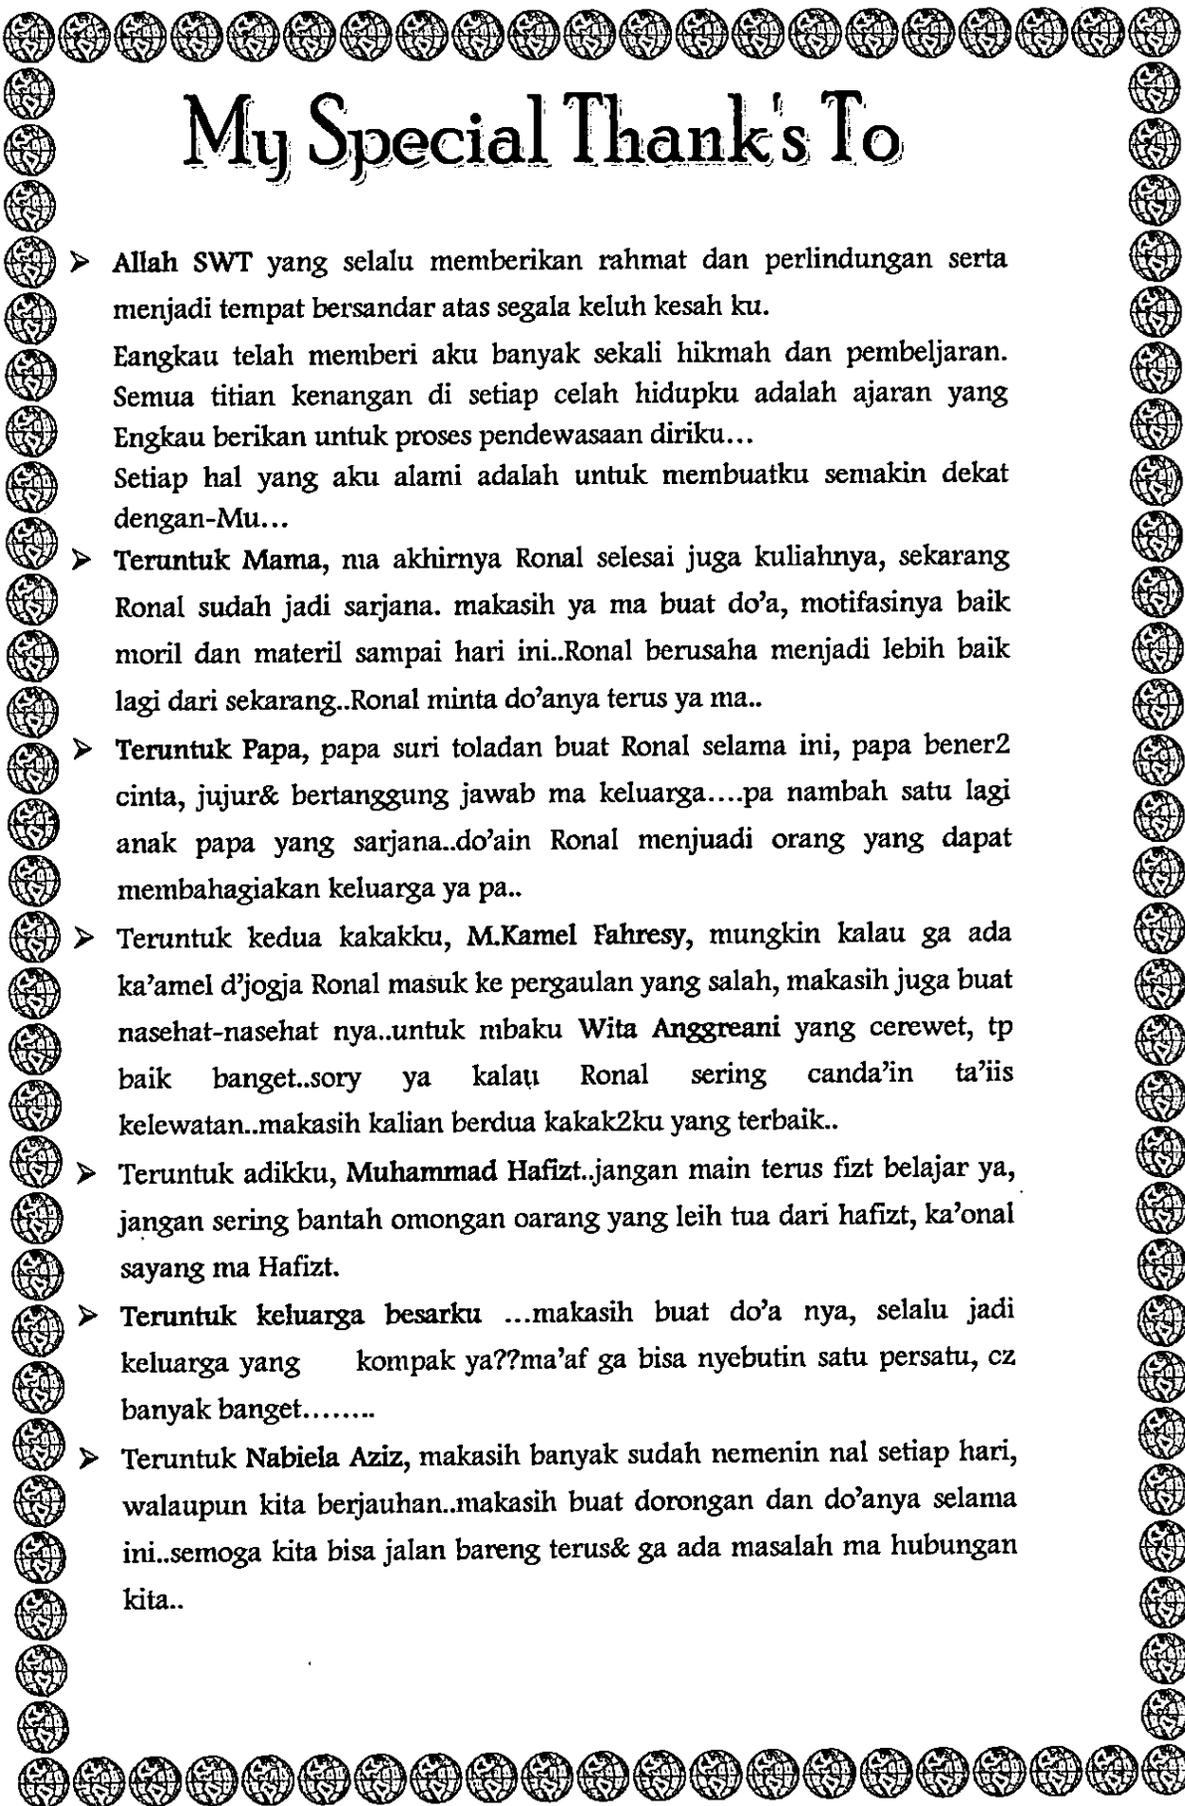 My Special Thank's To
➢ Allah SWT yang selalu memberikan rahmat dan perlindungan serta
menjadi tempat bersandar atas segala keluh kesah ku.
Eangkau telah memberi aku banyak sekali hikmah dan pembeljaran.
Semua titian kenangan di setiap celah hidupku adalah ajaran yang
Engkau berikan untuk proses pendewasaan diriku...
Setiap hal yang aku alami adalah untuk membuatku semakin dekat
dengan-Mu...
➢ Teruntuk Mama, ma akhirnya Ronal selesai juga kuliahnya, sekarang
Ronal sudah jadi sarjana. makasih ya ma buat do'a, motifasinya baik
moril dan materil sampai hari ini..Ronal berusaha menjadi lebih baik
lagi dari sekarang..Ronal minta do'anya terus ya ma..
➢ Teruntuk Papa, papa suri toladan buat Ronal selama ini, papa bener2
cinta, jujur& bertanggung jawab ma keluarga....pa nambah satu lagi
anak papa yang sarjana..do'ain Ronal menjuadi orang yang dapat
membahagiakan keluarga ya pa..
➢ Teruntuk kedua kakakku, M.Kamel Fahresy, mungkin kalau ga ada
ka'amel d'jogja Ronal masuk ke pergaulan yang salah, makasih juga buat
nasehat-nasehat nya..untuk mbaku Wita Anggreani yang cerewet, tp
baik banget..sory ya kalau Ronal sering canda'in ta'iis
kelewatan..makasih kalian berdua kakak2ku yang terbaik..
➢ Teruntuk adikku, Muhammad Hafizt..jangan main terus fizt belajar ya,
jangan sering bantah omongan oarang yang leih tua dari hafizt, ka'onal
sayang ma Hafizt.
➢ Teruntuk keluarga besarku ...makasih buat do'a nya, selalu jadi
keluarga yang kompak ya??ma'af ga bisa nyebutin satu persatu, cz
banyak banget........
➢ Teruntuk Nabiela Aziz, makasih banyak sudah nemenin nal setiap hari,
walaupun kita berjauhan..makasih buat dorongan dan do'anya selama
ini..semoga kita bisa jalan bareng terus& ga ada masalah ma hubungan
kita..